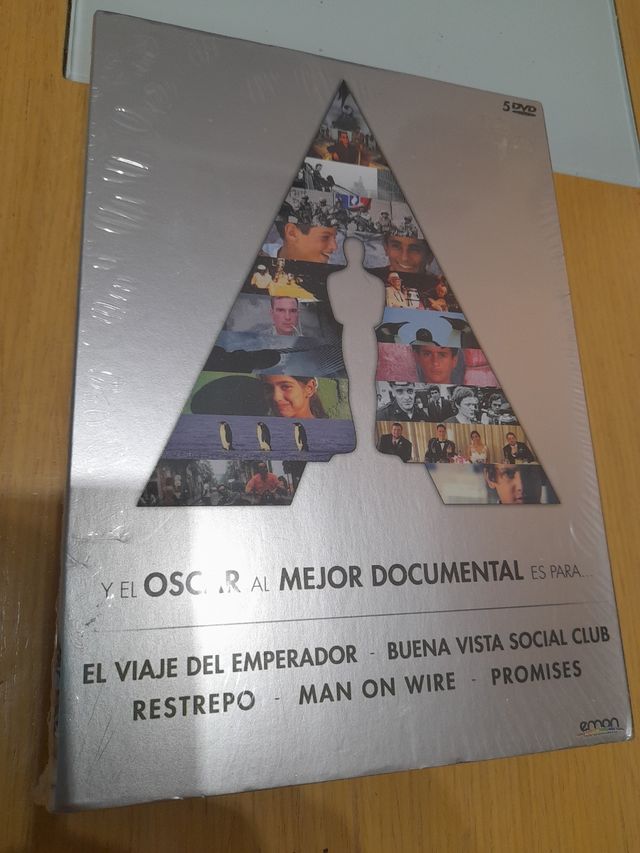 5 DVD
Y EL OSCAR AL MEJOR DOCUMENTAL ES PARA...
EL VIAJE DEL EMPERADOR - BUENA VISTA SOCIAL CLUB
RESTREPO - MAN ON WIRE - PROMISES
emon